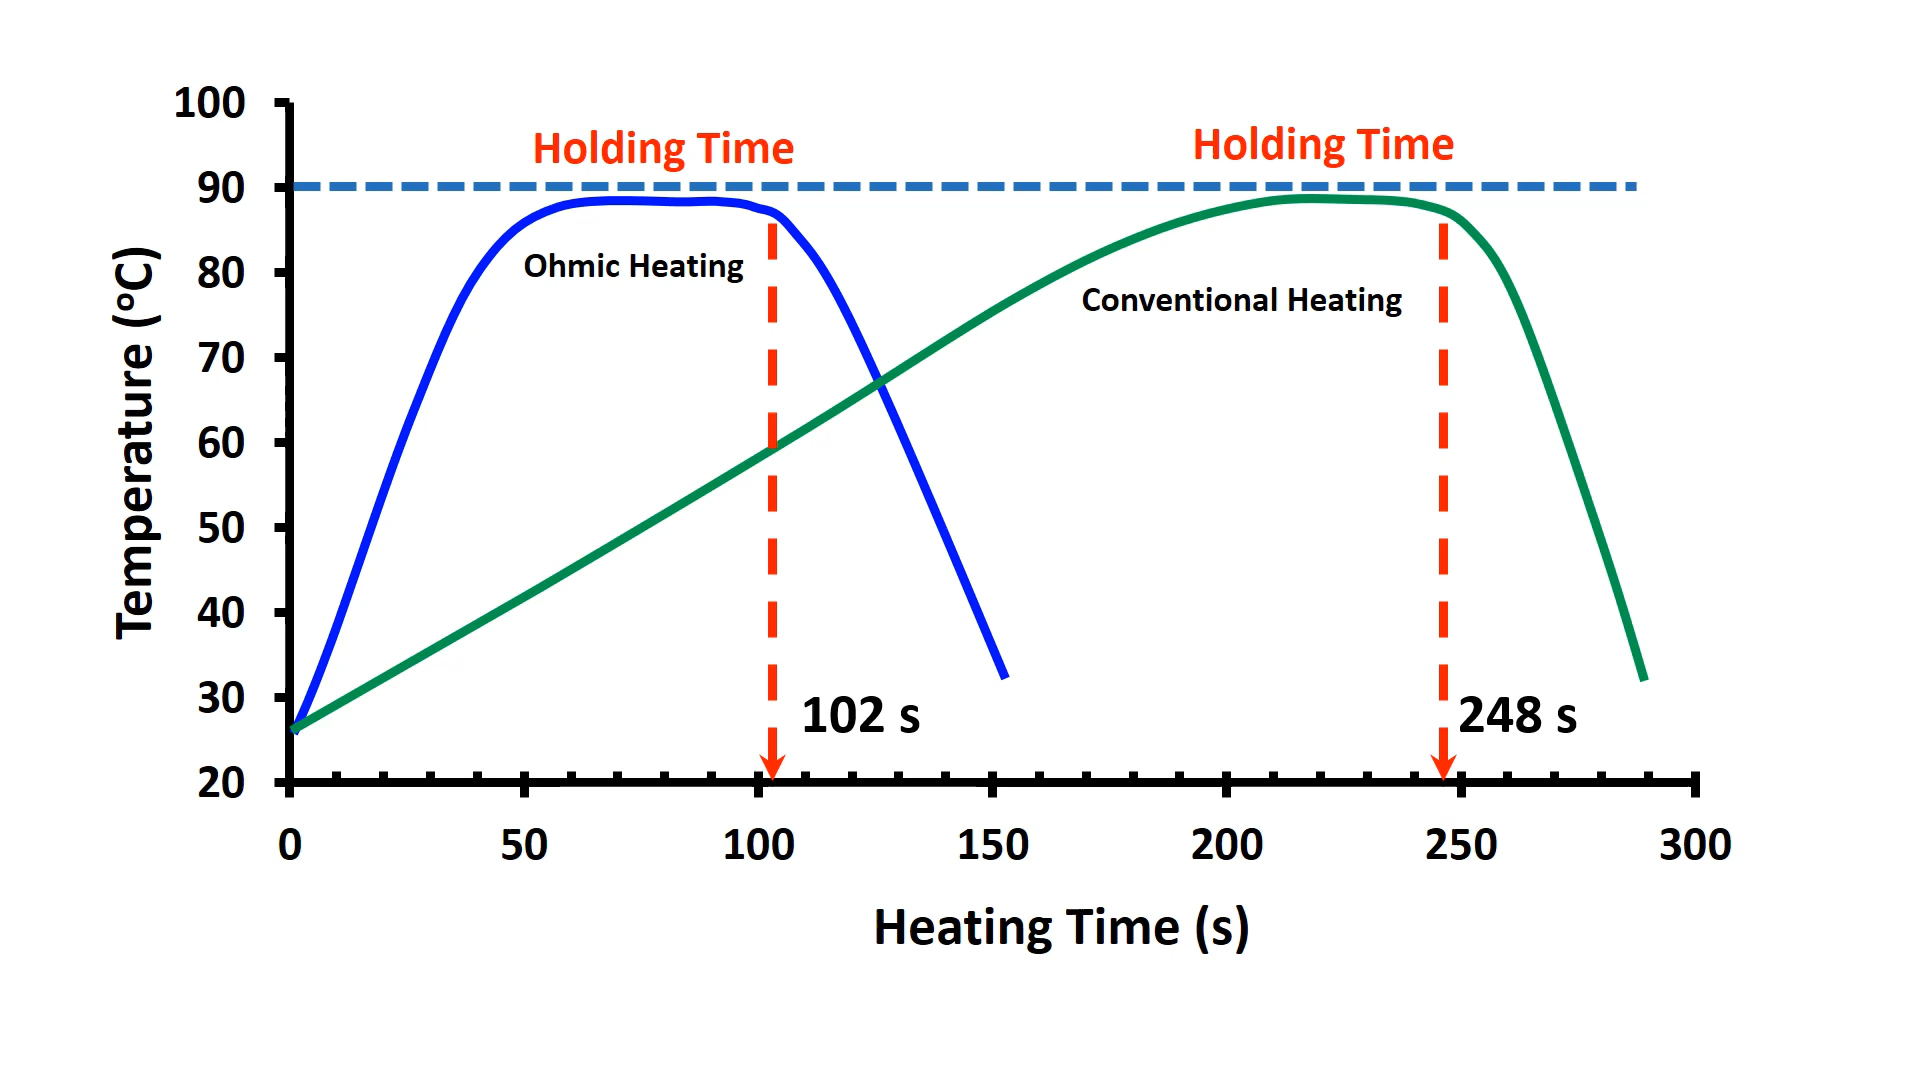 100
Holding Time
Holding Time
90
Ohmic Heating
80
Conventional Heating
70
60
50
40
30
20
Temperature (°C)
102 s
248 s
0 50 100 150 200 250 300
Heating Time (s)